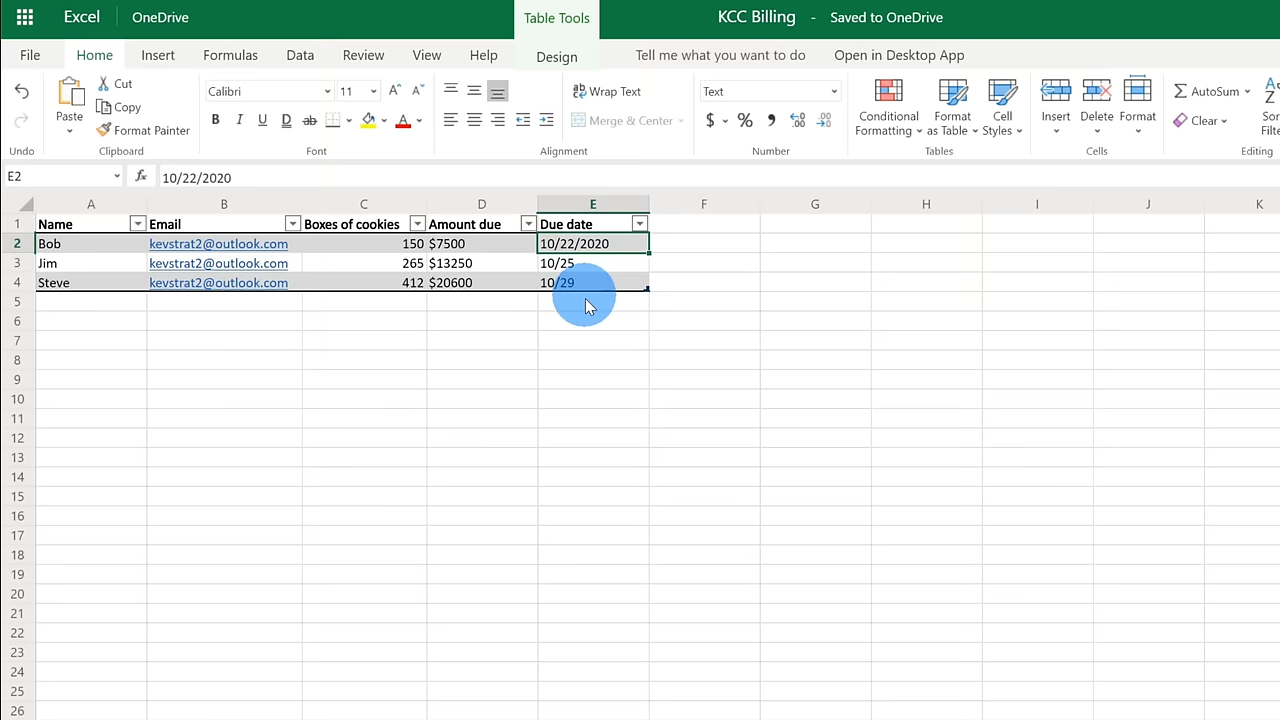 Excel OneDrive Table Tools KCC Billing - Saved to OneDrive
File Home Insert Formulas Data Review View Help Design Tell me what you want to do Open in Desktop App
Paste Cut Calibri 11 A A ab Wrap Text Text Conditional Formatting Format as Table Cell Styles Insert Delete Format AutoSum
Copy
Format Painter B I U D ab A Merge & Center $ % Clear
Undo Clipboard Font Alignment Number Tables Cells Editing
E2 fx 10/22/2020
A B C D E F G H I J K
1 Name Email Boxes of cookies Amount due Due date
2 Bob kevstrat2@outlook.com 150 $7500 10/22/2020
3 Jim kevstrat2@outlook.com 265 $13250 10/25
4 Steve kevstrat2@outlook.com 412 $20600 10/29
5
6
7
8
9
10
11
12
13
14
15
16
17
18
19
20
21
22
23
24
25
26